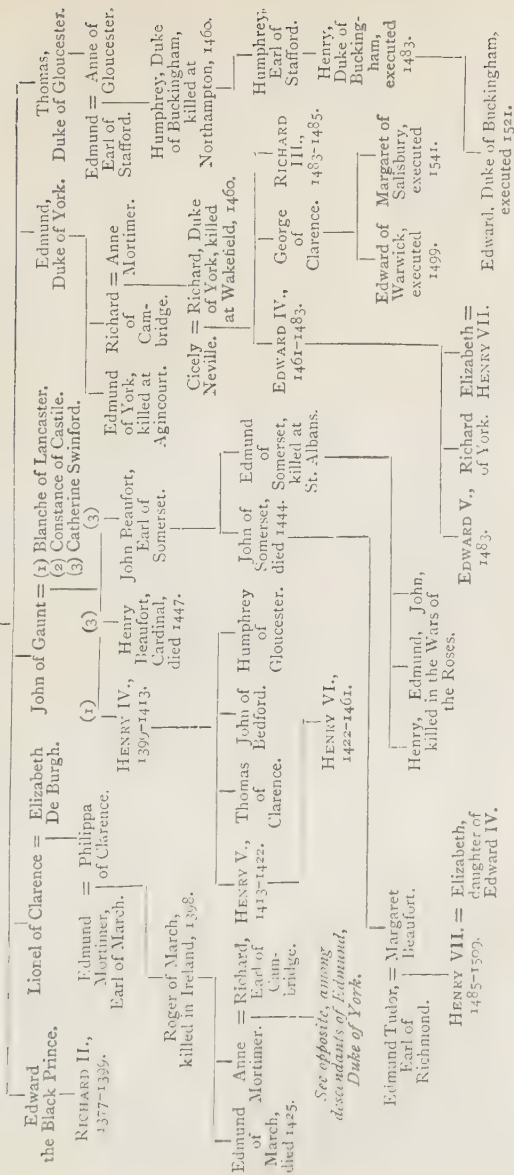 Edward
the Black Prince.
RICHARD II.,
1377-1399.
Lionel of Clarence = Elizabeth
De Burgh.
Edmund = Philippa
Mortimer, of Clarence.
Earl of March.
Roger of March,
killed in Ireland, 1398.
Edmund
of
March,
died 1425.
Anne = Richard,
Mortimer. Earl of
Cam-
bridge.
See opposite, among
descendants of Edmund,
Duke of York.
John of Gaunt = (1) Blanche of Lancaster.
(2) Constance of Castile.
(3) Catherine Swinford.
(1)
(3)
(3)
HENRY IV.,
1399-1413.
Henry
Beaufort,
Cardinal,
died 1447.
John Beaufort,
Earl of
Somerset.
HENRY V.,
1413-1422.
Thomas
of
Clarence.
John of
Bedford.
Humphrey
of
Gloucester.
John of
Somerset,
died 1444.
Edmund
of
Somerset,
killed at
St. Albans.
HENRY VI.,
1422-1461.
Edmund Tudor, = Margaret
Earl of Beaufort.
Richmond.
Henry, Edmund, John,
killed in the Wars of
the Roses.
HENRY VII. = Elizabeth,
1485-1509. daughter of
Edward IV.
Edmund,
Duke of York.
Edmund
of York,
killed at
Agincourt.
Richard = Anne
of Mortimer.
Cam-
bridge.
Cicely = Richard, Duke
Neville. of York, killed
at Wakefield, 1460.
EDWARD IV.,
1461-1483.
George
of
Clarence.
RICHARD
III.,
1483-1485.
Edward of
Warwick,
executed
1499.
Margaret of
Salisbury,
executed
1541.
EDWARD V.,
1483.
Richard
of York.
Elizabeth =
HENRY VII.
Thomas,
Duke of Gloucester.
Edmund = Anne of
Earl of Gloucester.
Stafford.
Humphrey, Duke
of Buckingham,
killed at
Northampton, 1460.
Humphrey,
Earl of
Stafford.
Henry,
Duke of
Bucking-
ham,
executed
1483.
Edward, Duke of Buckingham,
executed 1521.